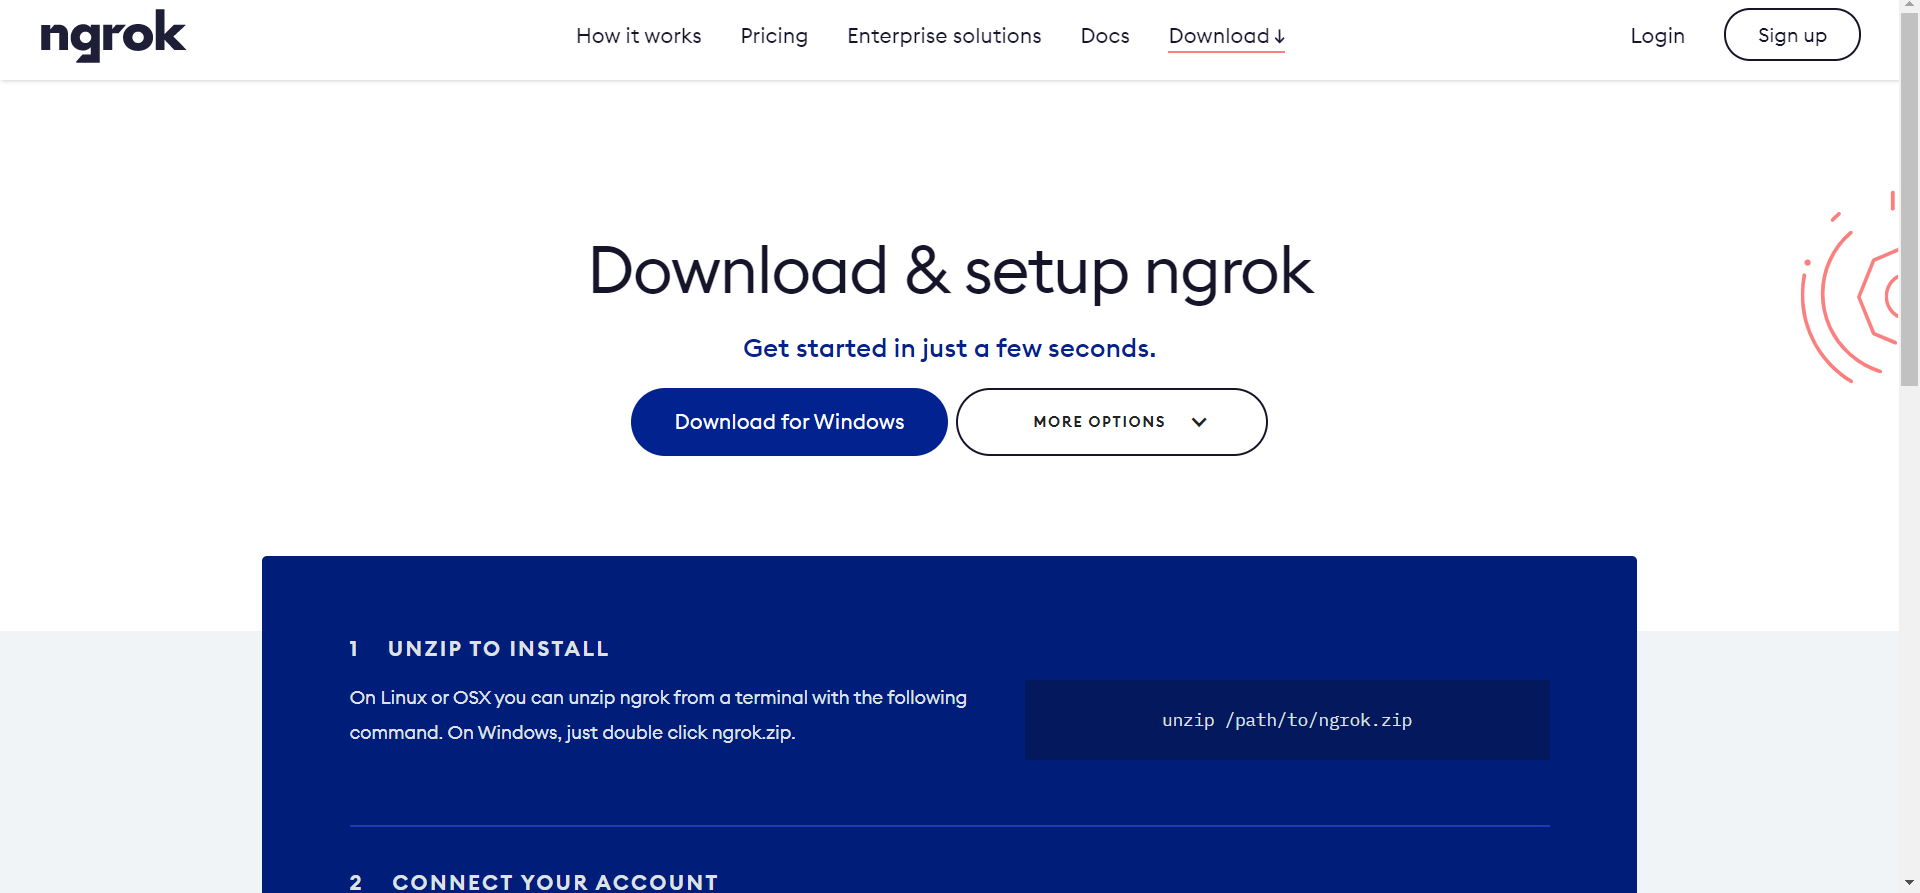 ngrok
How it works Pricing Enterprise solutions Docs Download ↓
Login Sign up
Download & setup ngrok
Get started in just a few seconds.
Download for Windows MORE OPTIONS
1 UNZIP TO INSTALL
On Linux or OSX you can unzip ngrok from a terminal with the following
command. On Windows, just double click ngrok.zip.
unzip /path/to/ngrok.zip
2 CONNECT YOUR ACCOUNT